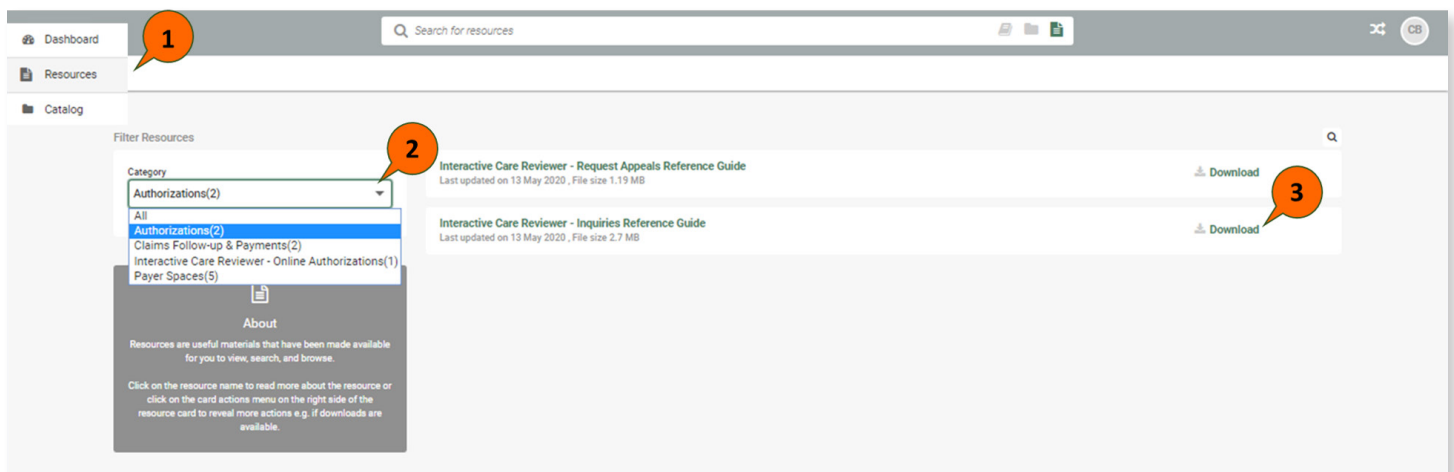 Dashboard
1
Search for resources
CB
Resources
Catalog
Filter Resources
2
Category
Authorizations(2)
All
Authorizations(2)
Claims Follow-up & Payments(2)
Interactive Care Reviewer - Online Authorizations(1)
Payer Spaces(5)
Interactive Care Reviewer - Request Appeals Reference Guide
Last updated on 13 May 2020 , File size 1.19 MB
Download
3
Interactive Care Reviewer - Inquiries Reference Guide
Last updated on 13 May 2020 , File size 2.7 MB
Download
About
Resources are useful materials that have been made available
for you to view, search, and browse.
Click on the resource name to read more about the resource or
click on the card actions menu on the right side of the
resource card to reveal more actions e.g. if downloads are
available.